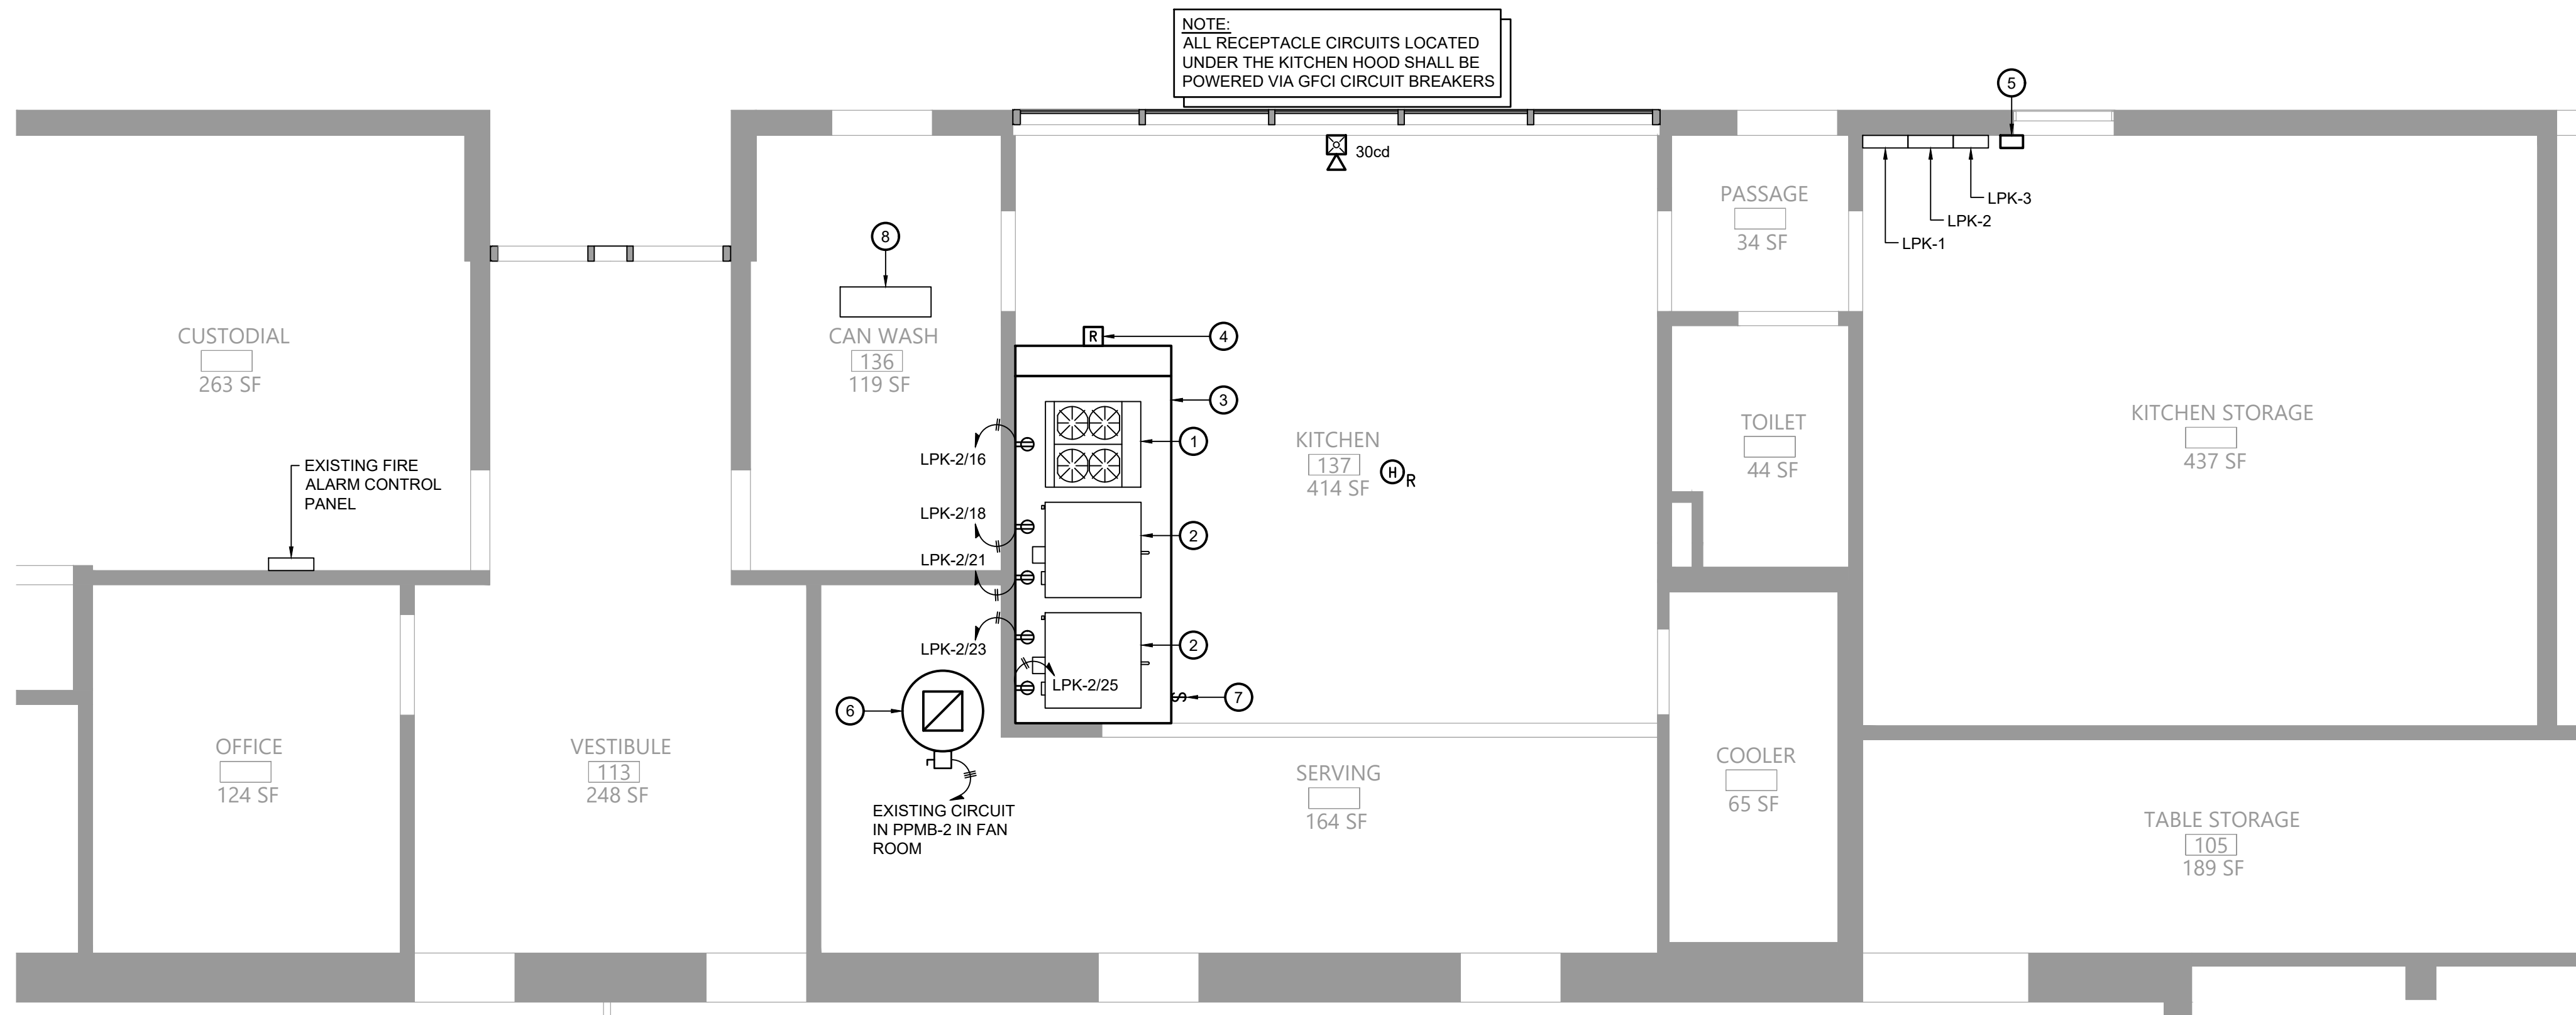 NOTE:
ALL RECEPTACLE CIRCUITS LOCATED
UNDER THE KITCHEN HOOD SHALL BE
POWERED VIA GFCI CIRCUIT BREAKERS
5
30cd
PASSAGE
34 SF
LPK-3
LPK-2
LPK-1
8
CUSTODIAL
263 SF
CAN WASH
136
119 SF
R
4
3
1
LPK-2/16
KITCHEN
137
414 SF
H
R
TOILET
44 SF
KITCHEN STORAGE
437 SF
EXISTING FIRE
ALARM CONTROL
PANEL
LPK-2/18
2
LPK-2/21
LPK-2/23
2
LPK-2/25
S
7
6
OFFICE
124 SF
VESTIBULE
113
248 SF
EXISTING CIRCUIT
IN PPMB-2 IN FAN
ROOM
SERVING
164 SF
COOLER
65 SF
TABLE STORAGE
105
189 SF